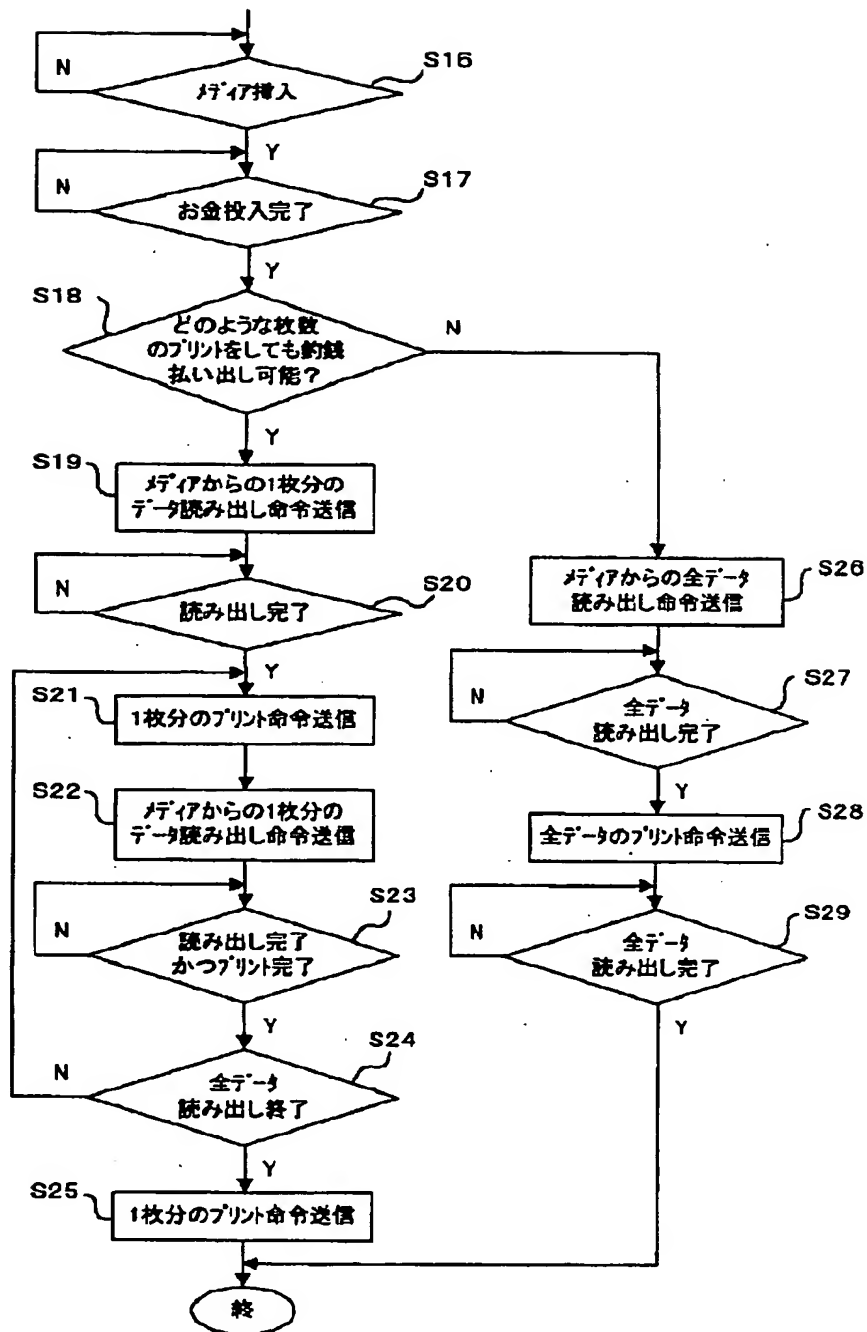 S16
N
メディア挿入
Y
S17
N
お金投入完了
Y
S18
どのような枚数
のプリントをしても釣銭
払い出し可能？
N
Y
S19
メディアからの1枚分の
データ読み出し命令送信
S20
N
読み出し完了
Y
S21
1枚分のプリント命令送信
S22
メディアからの1枚分の
データ読み出し命令送信
S23
N
読み出し完了
かつプリント完了
Y
S24
N
全データ
読み出し終了
Y
S25
1枚分のプリント命令送信
終
S26
メディアからの全データ
読み出し命令送信
S27
N
全データ
読み出し完了
Y
S28
全データのプリント命令送信
S29
N
全データ
読み出し完了
Y